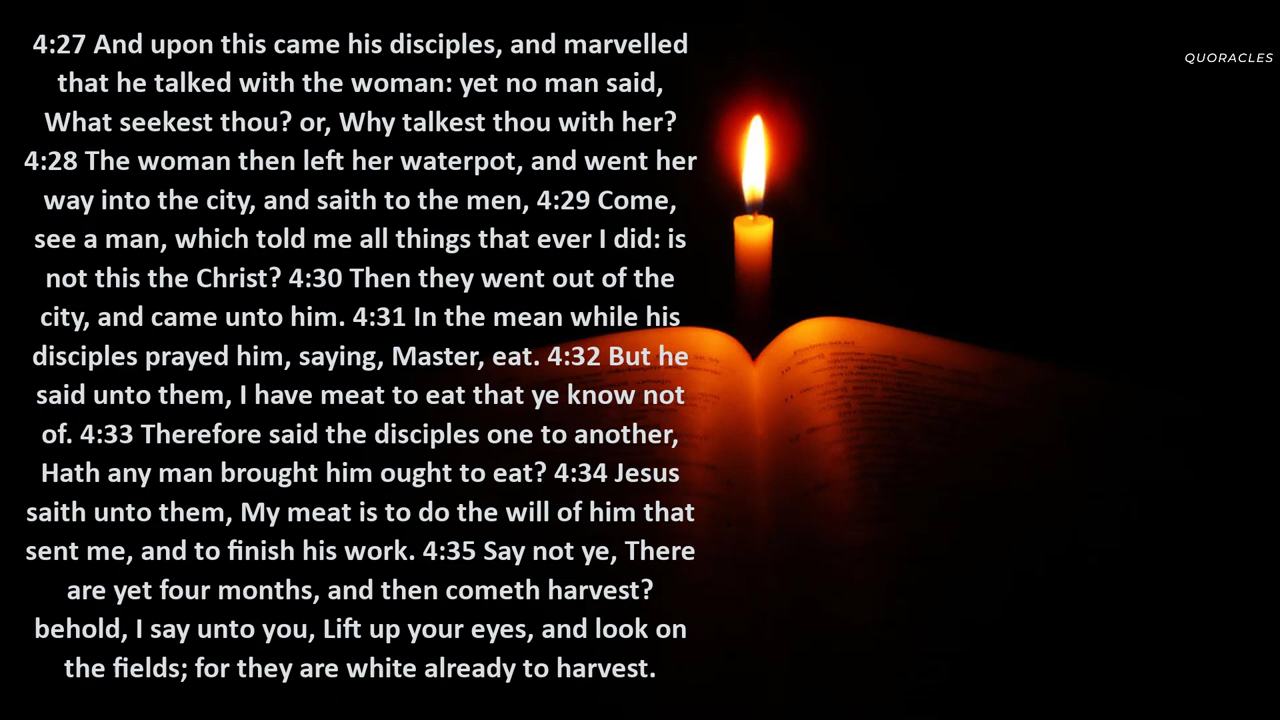 4:27 And upon this came his disciples, and marvelled
that he talked with the woman: yet no man said,
What seekest thou? or, Why talkest thou with her?
4:28 The woman then left her waterpot, and went her
way into the city, and saith to the men, 4:29 Come,
see a man, which told me all things that ever I did: is
not this the Christ? 4:30 Then they went out of the
city, and came unto him. 4:31 In the mean while his
disciples prayed him, saying, Master, eat. 4:32 But he
said unto them, I have meat to eat that ye know not
of. 4:33 Therefore said the disciples one to another,
Hath any man brought him ought to eat? 4:34 Jesus
saith unto them, My meat is to do the will of him that
sent me, and to finish his work. 4:35 Say not ye, There
are yet four months, and then cometh harvest?
behold, I say unto you, Lift up your eyes, and look on
the fields; for they are white already to harvest.
QUORACLES